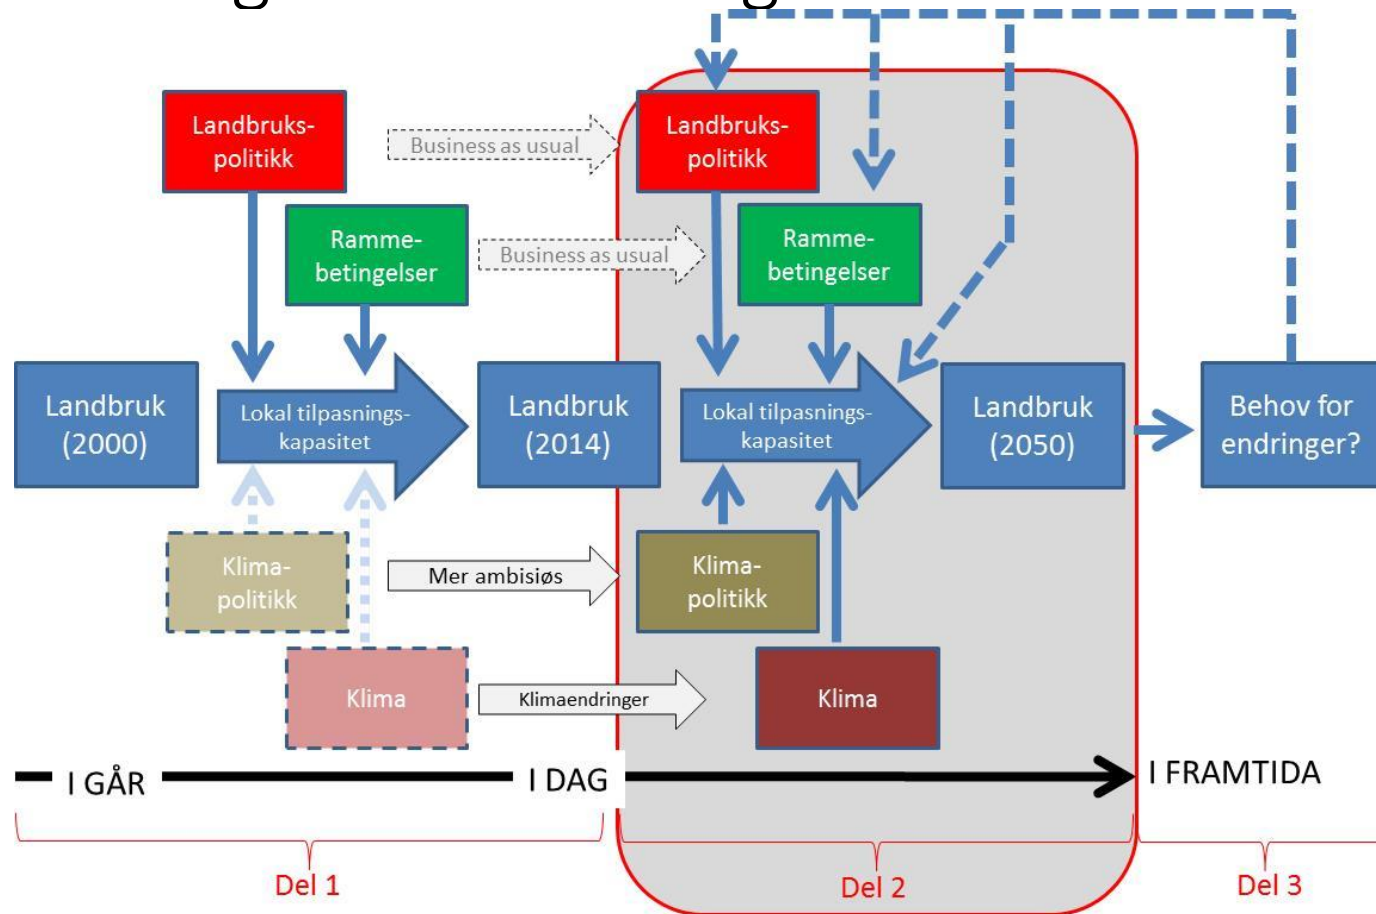 Landbruks-
politikk
Business as usual
Landbruks-
politikk
Ramme-
betingelser
Business as usual
Ramme-
betingelser
Landbruk
(2000)
Lokal tilpasnings-
kapasitet
Landbruk
(2014)
Lokal tilpasnings-
kapasitet
Landbruk
(2050)
Behov for
endringer?
Klima-
politikk
Mer ambisiøs
Klima-
politikk
Klima
Klimaendringer
Klima
I GÅR
I DAG
I FRAMTIDA
Del 1
Del 2
Del 3